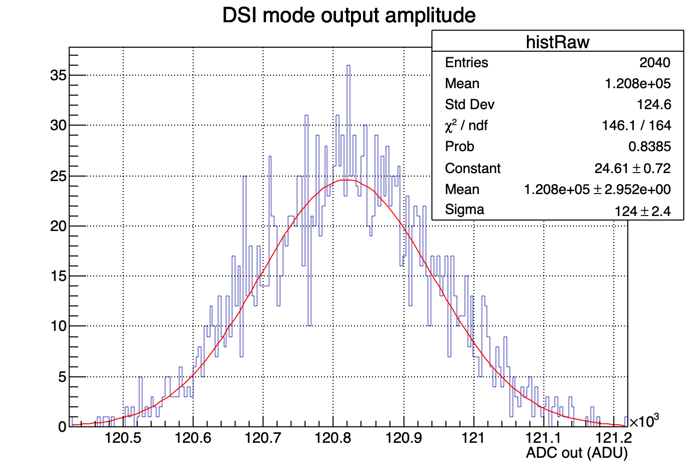 DSI mode output amplitude
histRaw
Entries 2040
Mean 1.208e+05
Std Dev 124.6
χ² / ndf 146.1 / 164
Prob 0.8385
Constant 24.61 ± 0.72
Mean 1.208e+05 ± 2.952e+00
Sigma 124 ± 2.4
35
30
25
20
15
10
5
0
120.5 120.6 120.7 120.8 120.9 121 121.1 121.2 ×10³
ADC out (ADU)